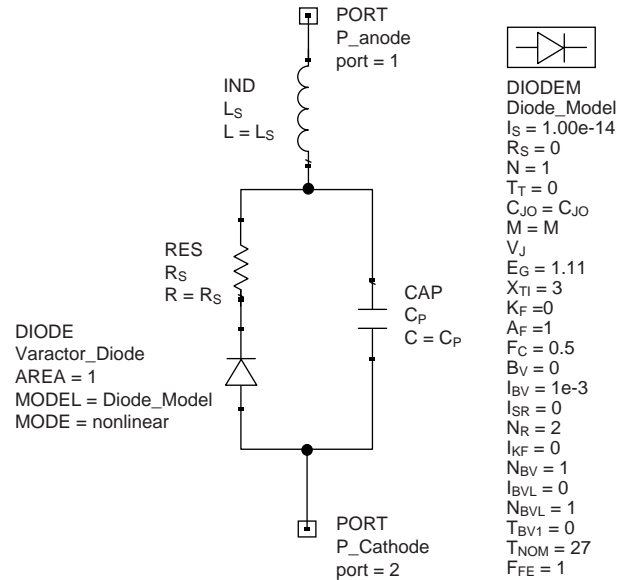 PORT
P_anode
port = 1
IND
LS
L = LS
RES
RS
R = RS
CAP
CP
C = CP
DIODE
Varactor_Diode
AREA = 1
MODEL = Diode_Model
MODE = nonlinear
PORT
P_Cathode
port = 2
DIODEM
Diode_Model
IS = 1.00e-14
RS = 0
N = 1
TT = 0
CJO = CJO
M = M
VJ
EG = 1.11
XTI = 3
KF =0
AF =1
FC = 0.5
BV = 0
IBV = 1e-3
ISR = 0
NR = 2
IKF = 0
NBV = 1
IBVL = 0
NBVL = 1
TBV1 = 0
TNOM = 27
FFE = 1